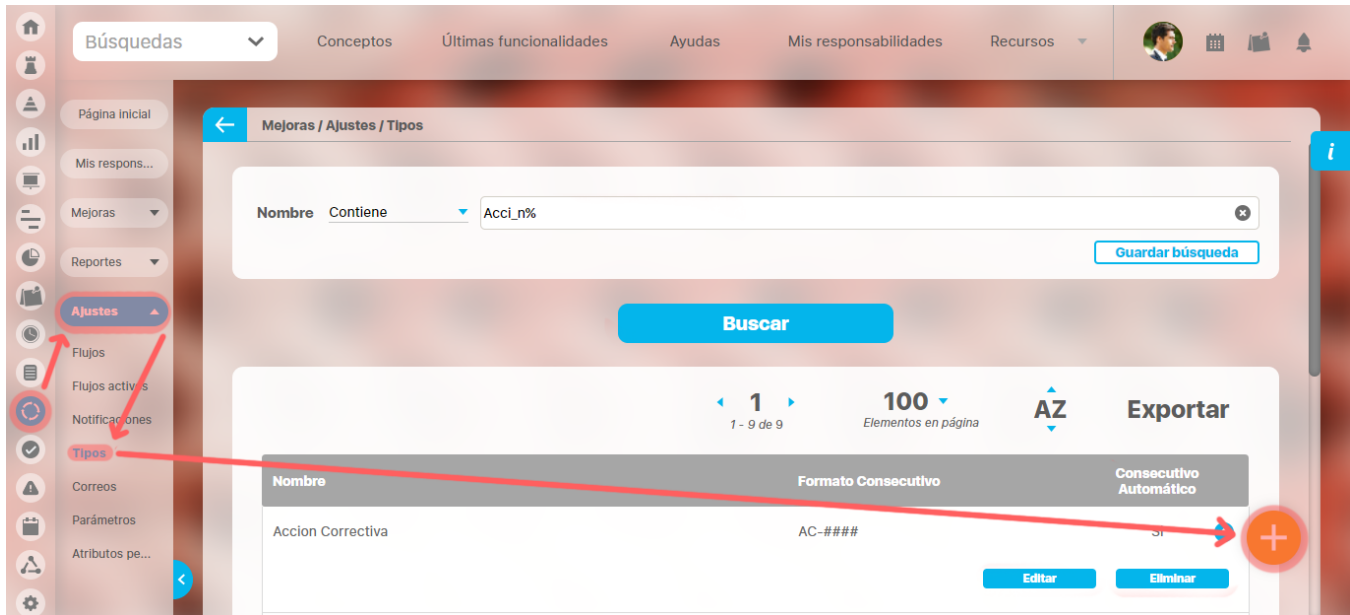 Búsquedas
Conceptos
Últimas funcionalidades
Ayudas
Mis responsabilidades
Recursos
Página inicial
Mis respons...
Mejoras
Reportes
Ajustes
Flujos
Flujos activos
Notificaciones
Tipos
Correos
Parámetros
Atributos pe...
Mejoras / Ajustes / Tipos
i
Nombre Contiene Acci_n%
Guardar búsqueda
Buscar
1
1 - 9 de 9
100
Elementos en página
AZ
Exportar
Nombre
Formato Consecutivo
Consecutivo
Automático
Accion Correctiva
AC-####
Editar
Eliminar